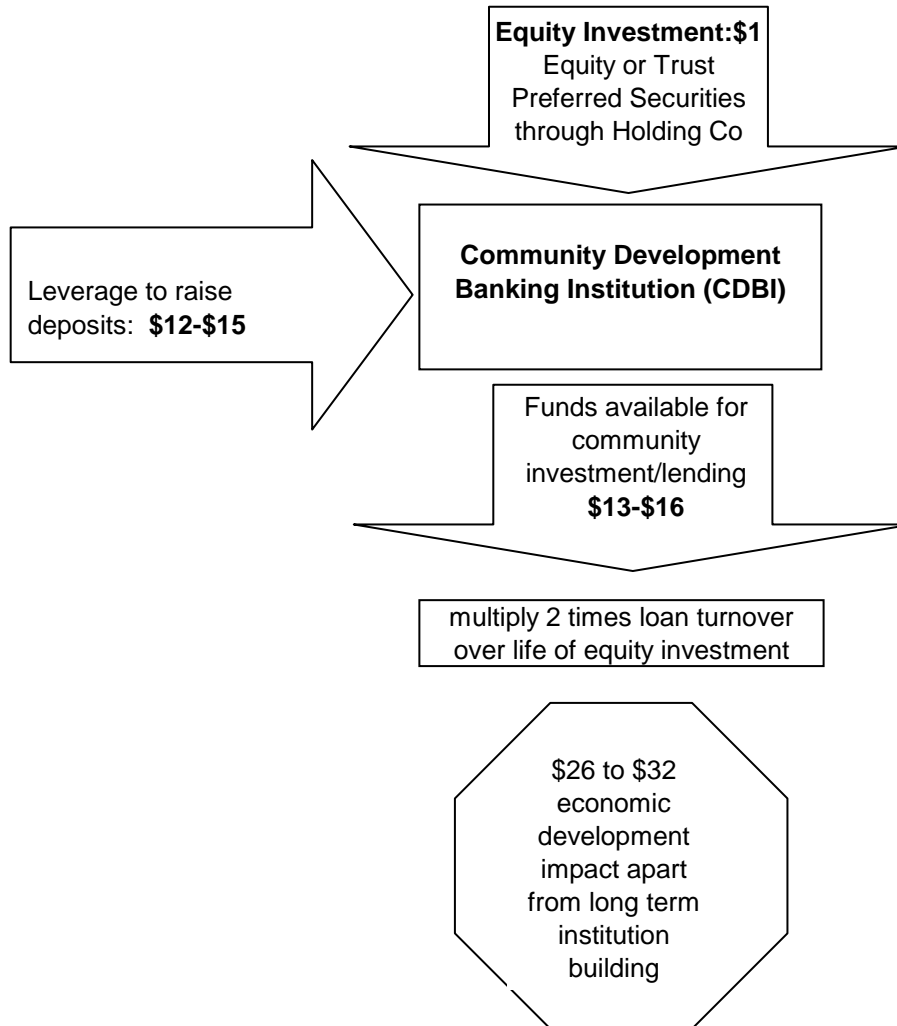 Equity Investment:$1
Equity or Trust
Preferred Securities
through Holding Co
Leverage to raise
deposits:  $12-$15
Community Development
Banking Institution (CDBI)
Funds available for
community
investment/lending
$13-$16
multiply 2 times loan turnover
over life of equity investment
$26 to $32
economic
development
impact apart
from long term
institution
building